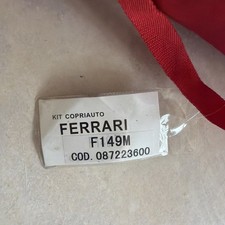 KIT COPRIAUTO
FERRARI
F149M
COD. 087223600